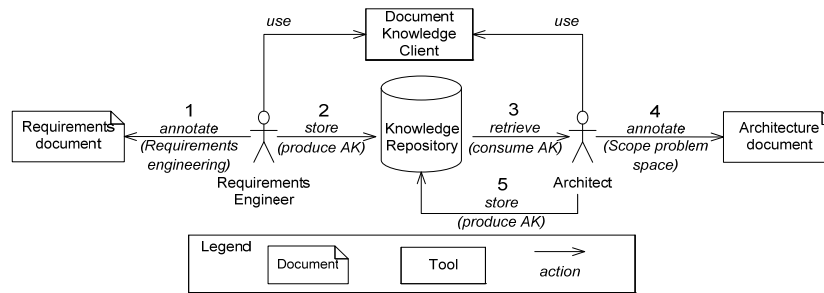 use
Document
Knowledge
Client
use
Requirements
document
1
annotate
(Requirements
engineering)
Requirements
Engineer
2
store
(produce AK)
Knowledge
Repository
3
retrieve
(consume AK)
Architect
4
annotate
(Scope problem
space)
Architecture
document
5
store
(produce AK)
Legend
Document
Tool
action